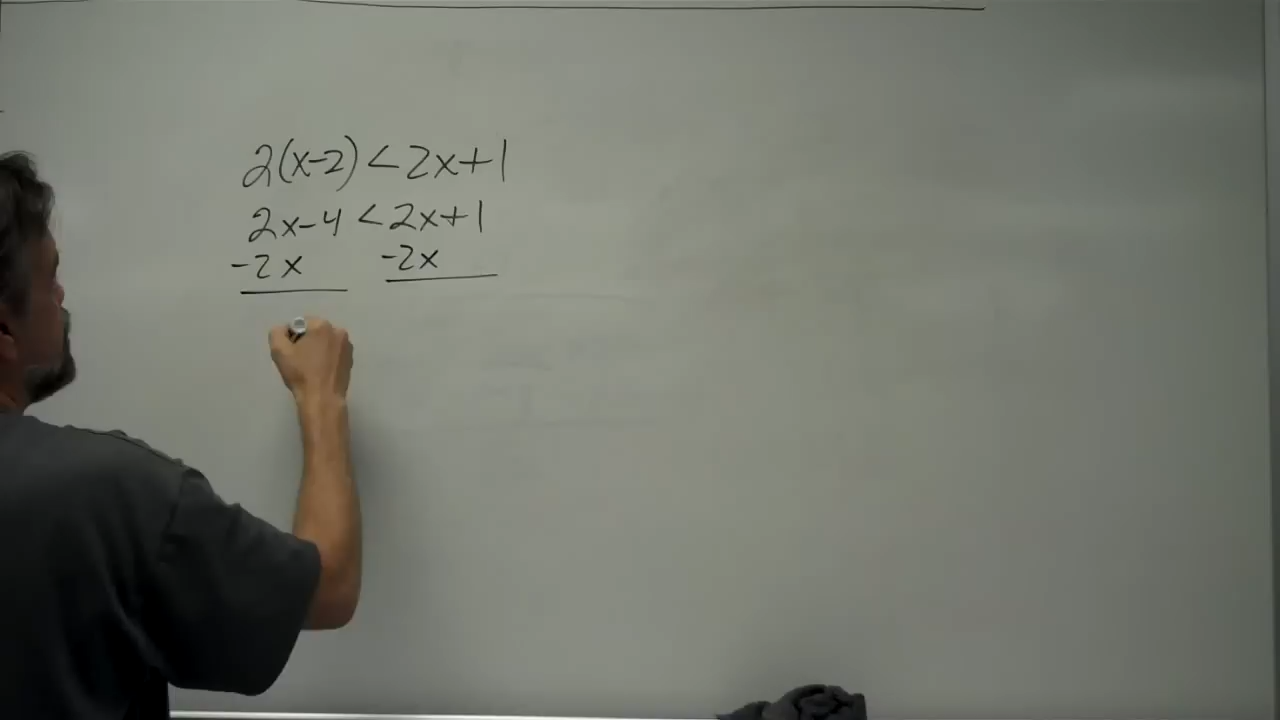 2(x-2) < 2x+1
2x-4 < 2x+1
-2x -2x